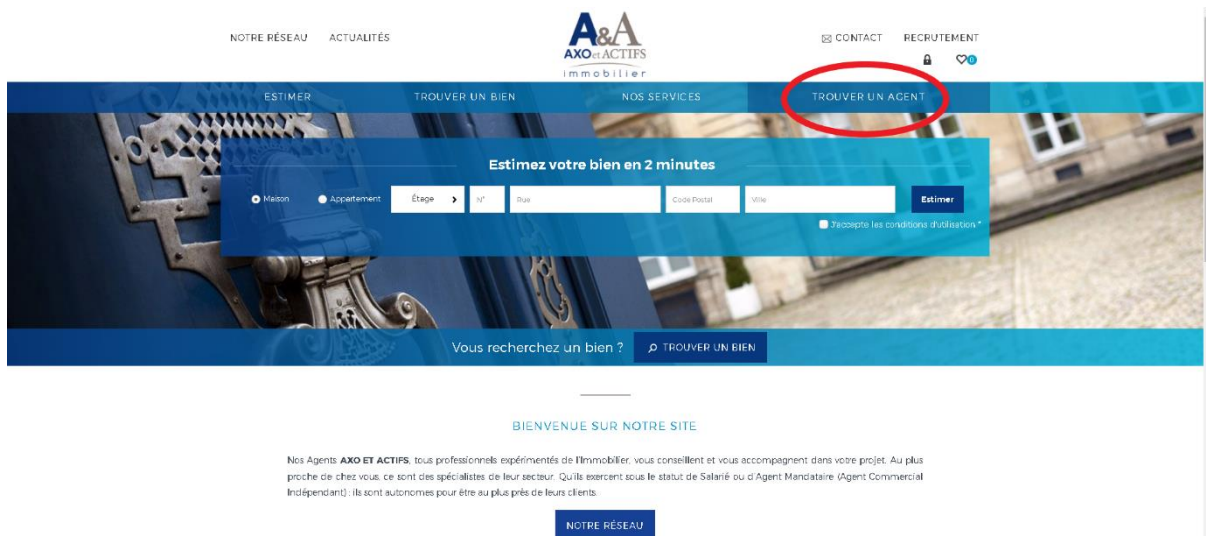 NOTRE RÉSEAU ACTUALITÉS
A&A
AXO et ACTIFS
immobilier
CONTACT RECRUTEMENT
0
ESTIMER TROUVER UN BIEN NOS SERVICES TROUVER UN AGENT
Estimez votre bien en 2 minutes
Maison Appartement Étage N° Rue Code Postal Ville Estimer
J'accepte les conditions d'utilisation *
Vous recherchez un bien ? TROUVER UN BIEN
BIENVENUE SUR NOTRE SITE
Nos Agents AXO ET ACTIFS, tous professionnels expérimentés de l'Immobilier, vous conseillent et vous accompagnent dans votre projet. Au plus
proche de chez vous, ce sont des spécialistes de leur secteur. Qu'ils exercent sous le statut de Salarié ou d'Agent Mandataire (Agent Commercial
Indépendant) ; ils sont autonomes pour être au plus près de leurs clients.
NOTRE RÉSEAU